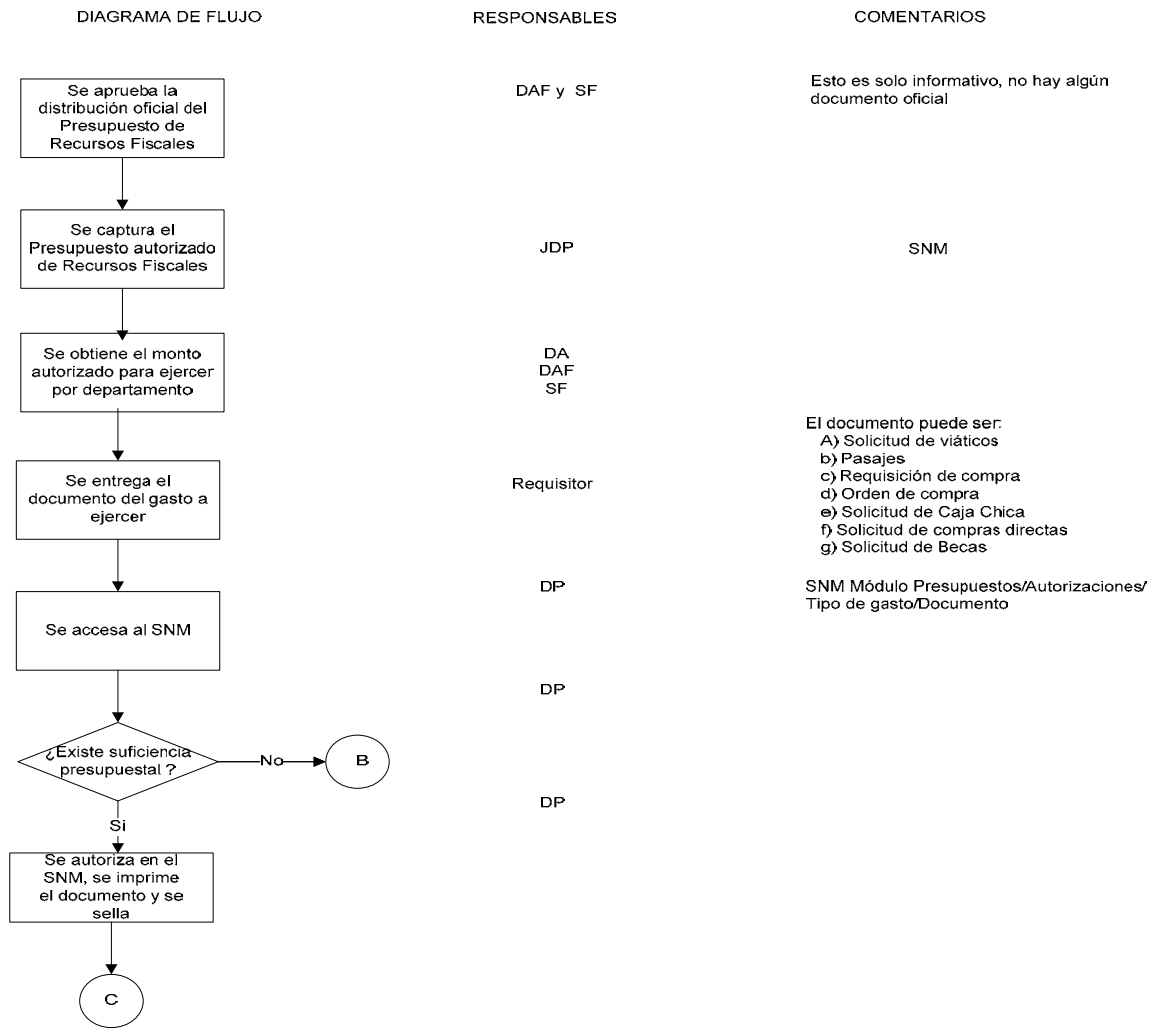 DIAGRAMA DE FLUJO
RESPONSABLES
COMENTARIOS
Se aprueba la
distribución oficial del
Presupuesto de
Recursos Fiscales
DAF y SF
Esto es solo informativo, no hay algún
documento oficial
Se captura el
Presupuesto autorizado
de Recursos Fiscales
JDP
SNM
Se obtiene el monto
autorizado para ejercer
por departamento
DA
DAF
SF
Se entrega el
documento del gasto a
ejercer
Requisitor
El documento puede ser:
A) Solicitud de viáticos
b) Pasajes
c) Requisición de compra
d) Orden de compra
e) Solicitud de Caja Chica
f) Solicitud de compras directas
g) Solicitud de Becas
Se accesa al SNM
DP
SNM Módulo Presupuestos/Autorizaciones/
Tipo de gasto/Documento
DP
¿Existe suficiencia
presupuestal ?
No
B
DP
Si
Se autoriza en el
SNM, se imprime
el documento y se
sella
C